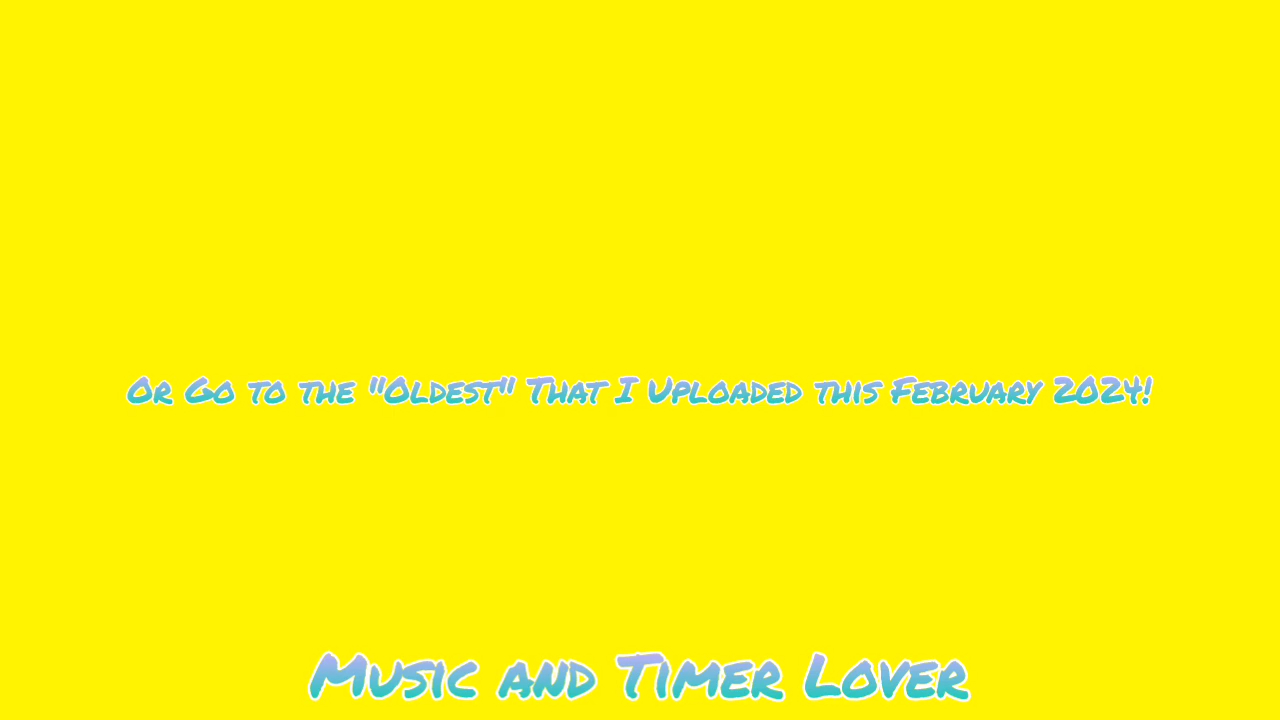 Or Go to the "Oldest" That I Uploaded this February 2024!
Music and Timer Lover